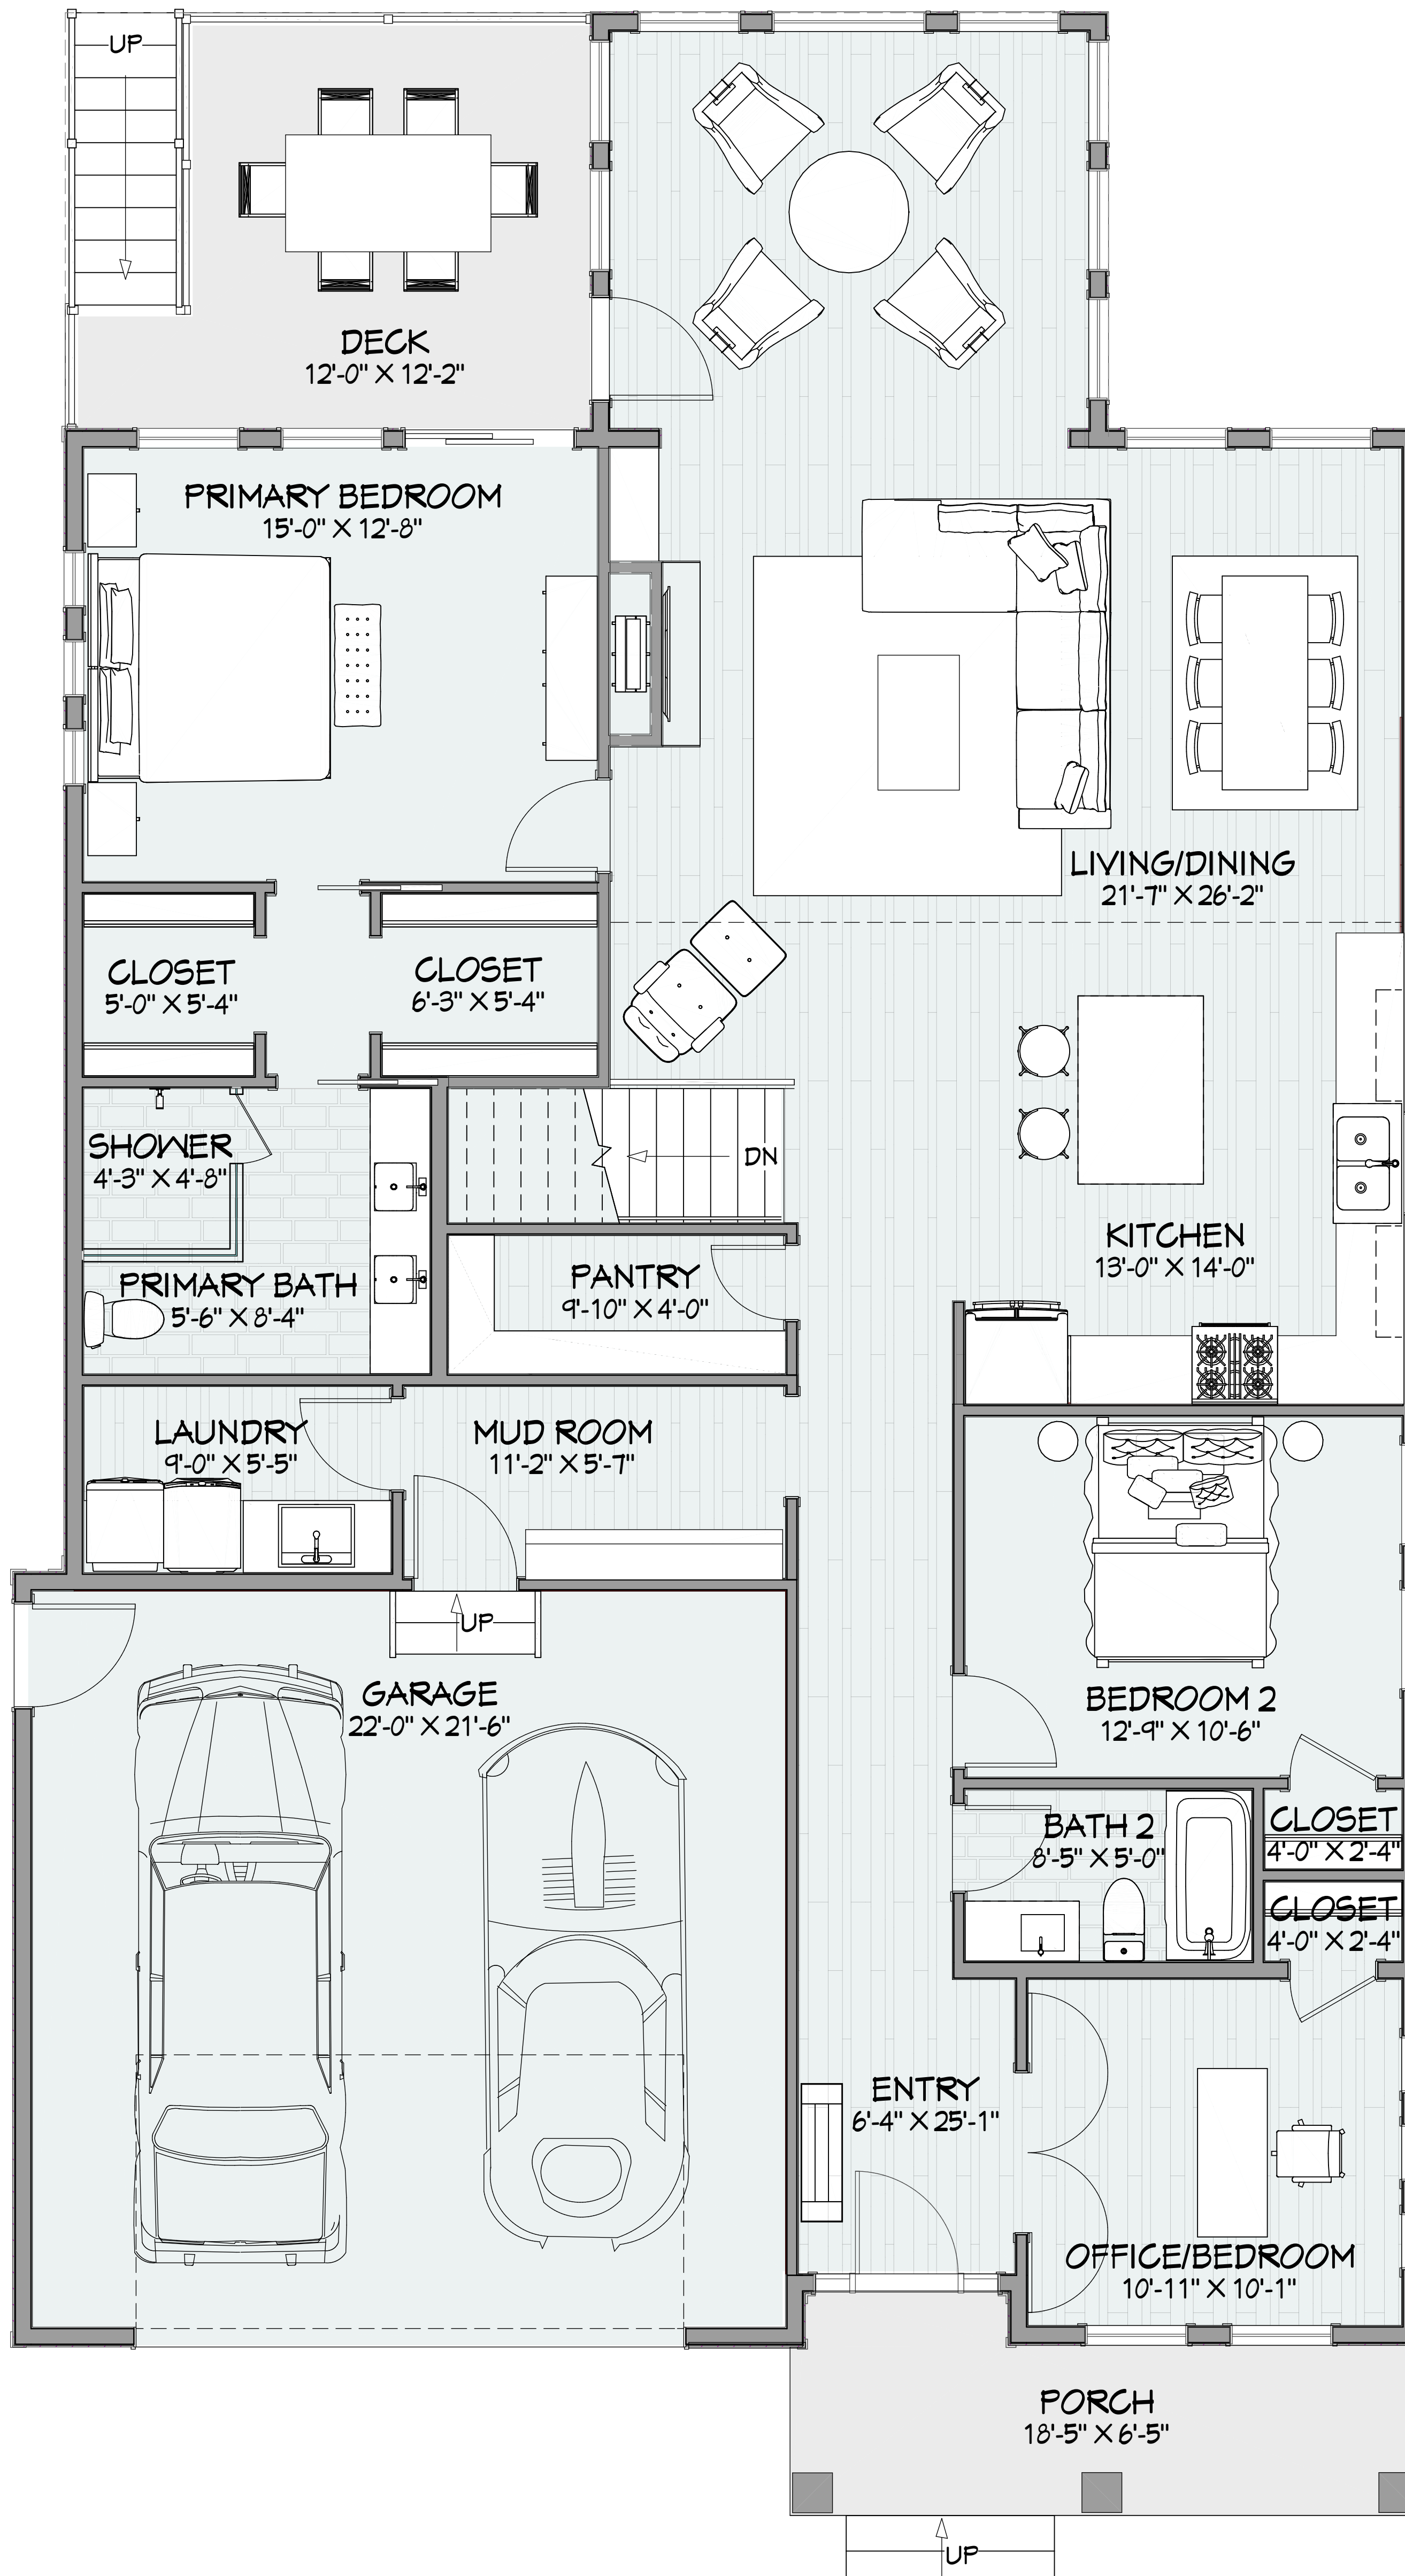 UP
DECK
12'-0" X 12'-2"
PRIMARY BEDROOM
15'-0" X 12'-8"
LIVING/DINING
21'-7" X 26'-2"
CLOSET
5'-0" X 5'-4"
CLOSET
6'-3" X 5'-4"
SHOWER
4'-3" X 4'-8"
DN
KITCHEN
13'-0" X 14'-0"
PRIMARY BATH
5'-6" X 8'-4"
PANTRY
9'-10" X 4'-0"
LAUNDRY
9'-0" X 5'-5"
MUD ROOM
11'-2" X 5'-7"
UP
GARAGE
22'-0" X 21'-6"
BEDROOM 2
12'-9" X 10'-6"
BATH 2
8'-5" X 5'-0"
CLOSET
4'-0" X 2'-4"
CLOSET
4'-0" X 2'-4"
ENTRY
6'-4" X 25'-1"
OFFICE/BEDROOM
10'-11" X 10'-1"
PORCH
18'-5" X 6'-5"
UP